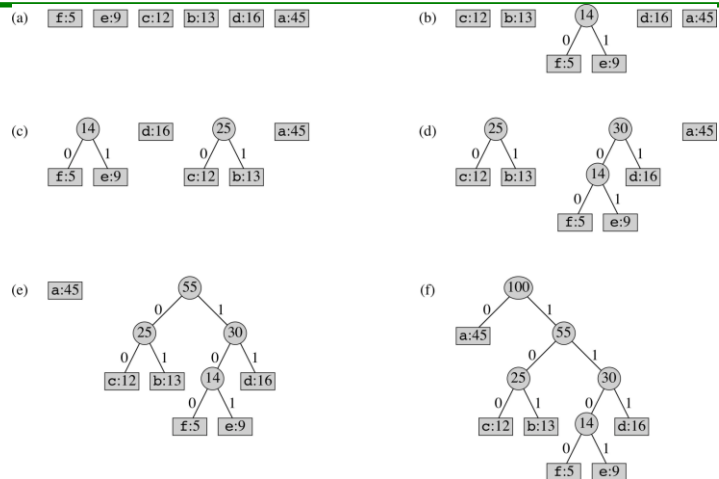 (a) f:5 e:9 c:12 b:13 d:16 a:45
(b) c:12 b:13 14 d:16 a:45
0 1
f:5 e:9
(c) 14 d:16 25 a:45
0 1 0 1
f:5 e:9 c:12 b:13
(d) 25 30 a:45
0 1 0 1
c:12 b:13 14 d:16
0 1
f:5 e:9
(e) a:45 55
0 1
25 30
0 1 0 1
c:12 b:13 14 d:16
0 1
f:5 e:9
(f) 100
0 1
a:45 55
0 1
25 30
0 1 0 1
c:12 b:13 14 d:16
0 1
f:5 e:9